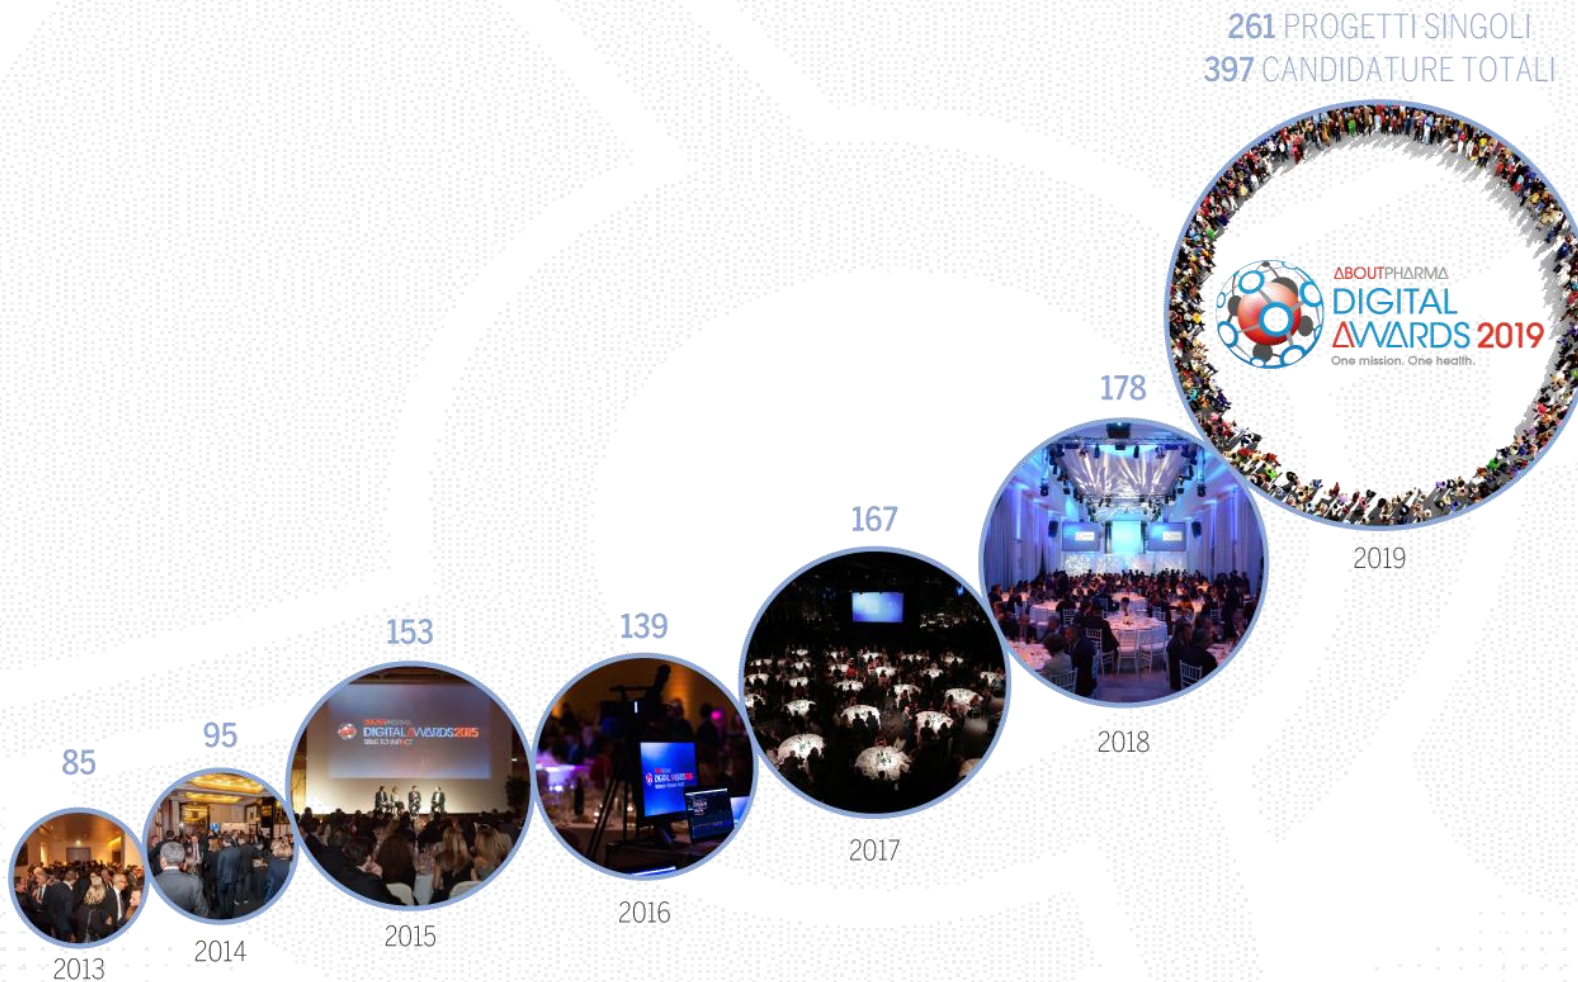 261 PROGETTI SINGOLI
397 CANDIDATURE TOTALI
ABOUTPHARMA
DIGITAL
AWARDS 2019
One mission. One health.
2019
178
2018
167
2017
139
2016
153
DIGITAL AWARDS2015
2015
95
2014
85
2013